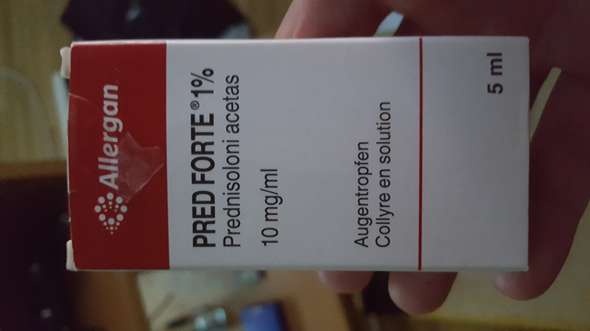 Allergan
PRED FORTE® 1%
Prednisoloni acetas
10 mg/ml
Augentropfen
Collyre en solution
5 ml